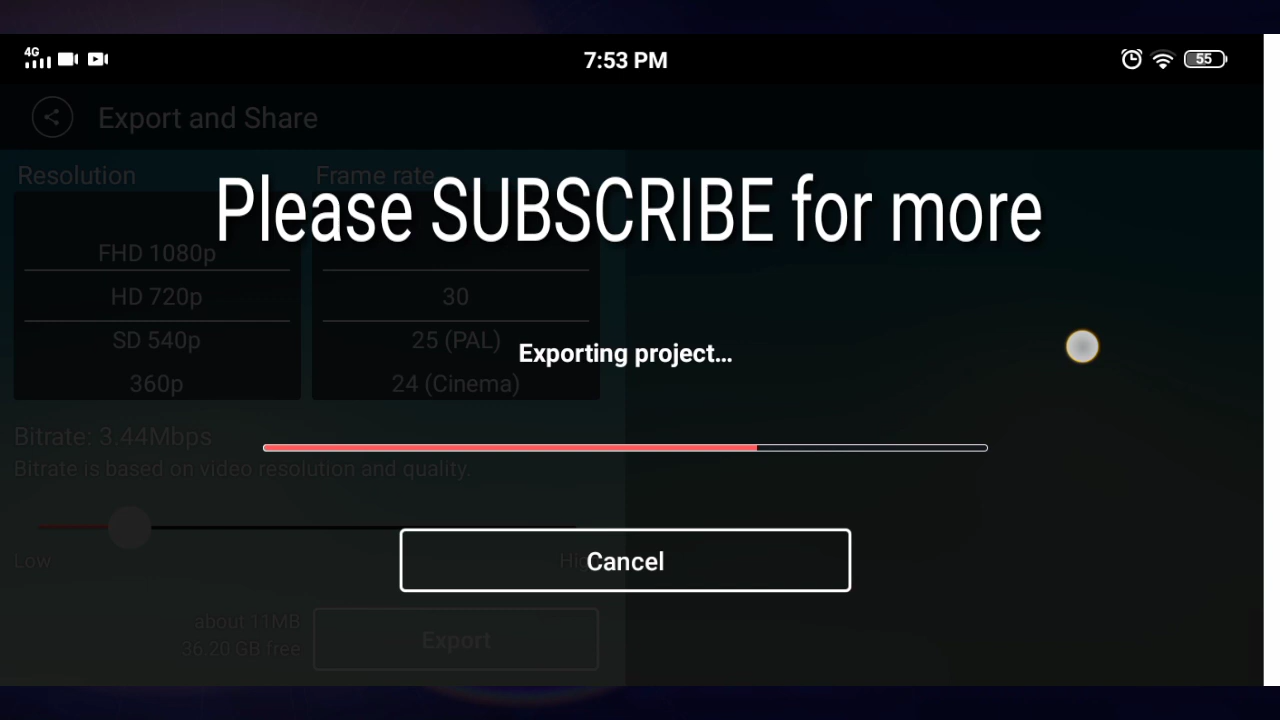 4G
7:53 PM
55
Export and Share
Resolution
Frame rate
Please SUBSCRIBE for more
FHD 1080p
HD 720p
30
SD 540p
25 (PAL)
Exporting project...
360p
24 (Cinema)
Bitrate: 3.44Mbps
Bitrate is based on video resolution and quality.
Low
Cancel
about 11MB
36.20 GB free
Export